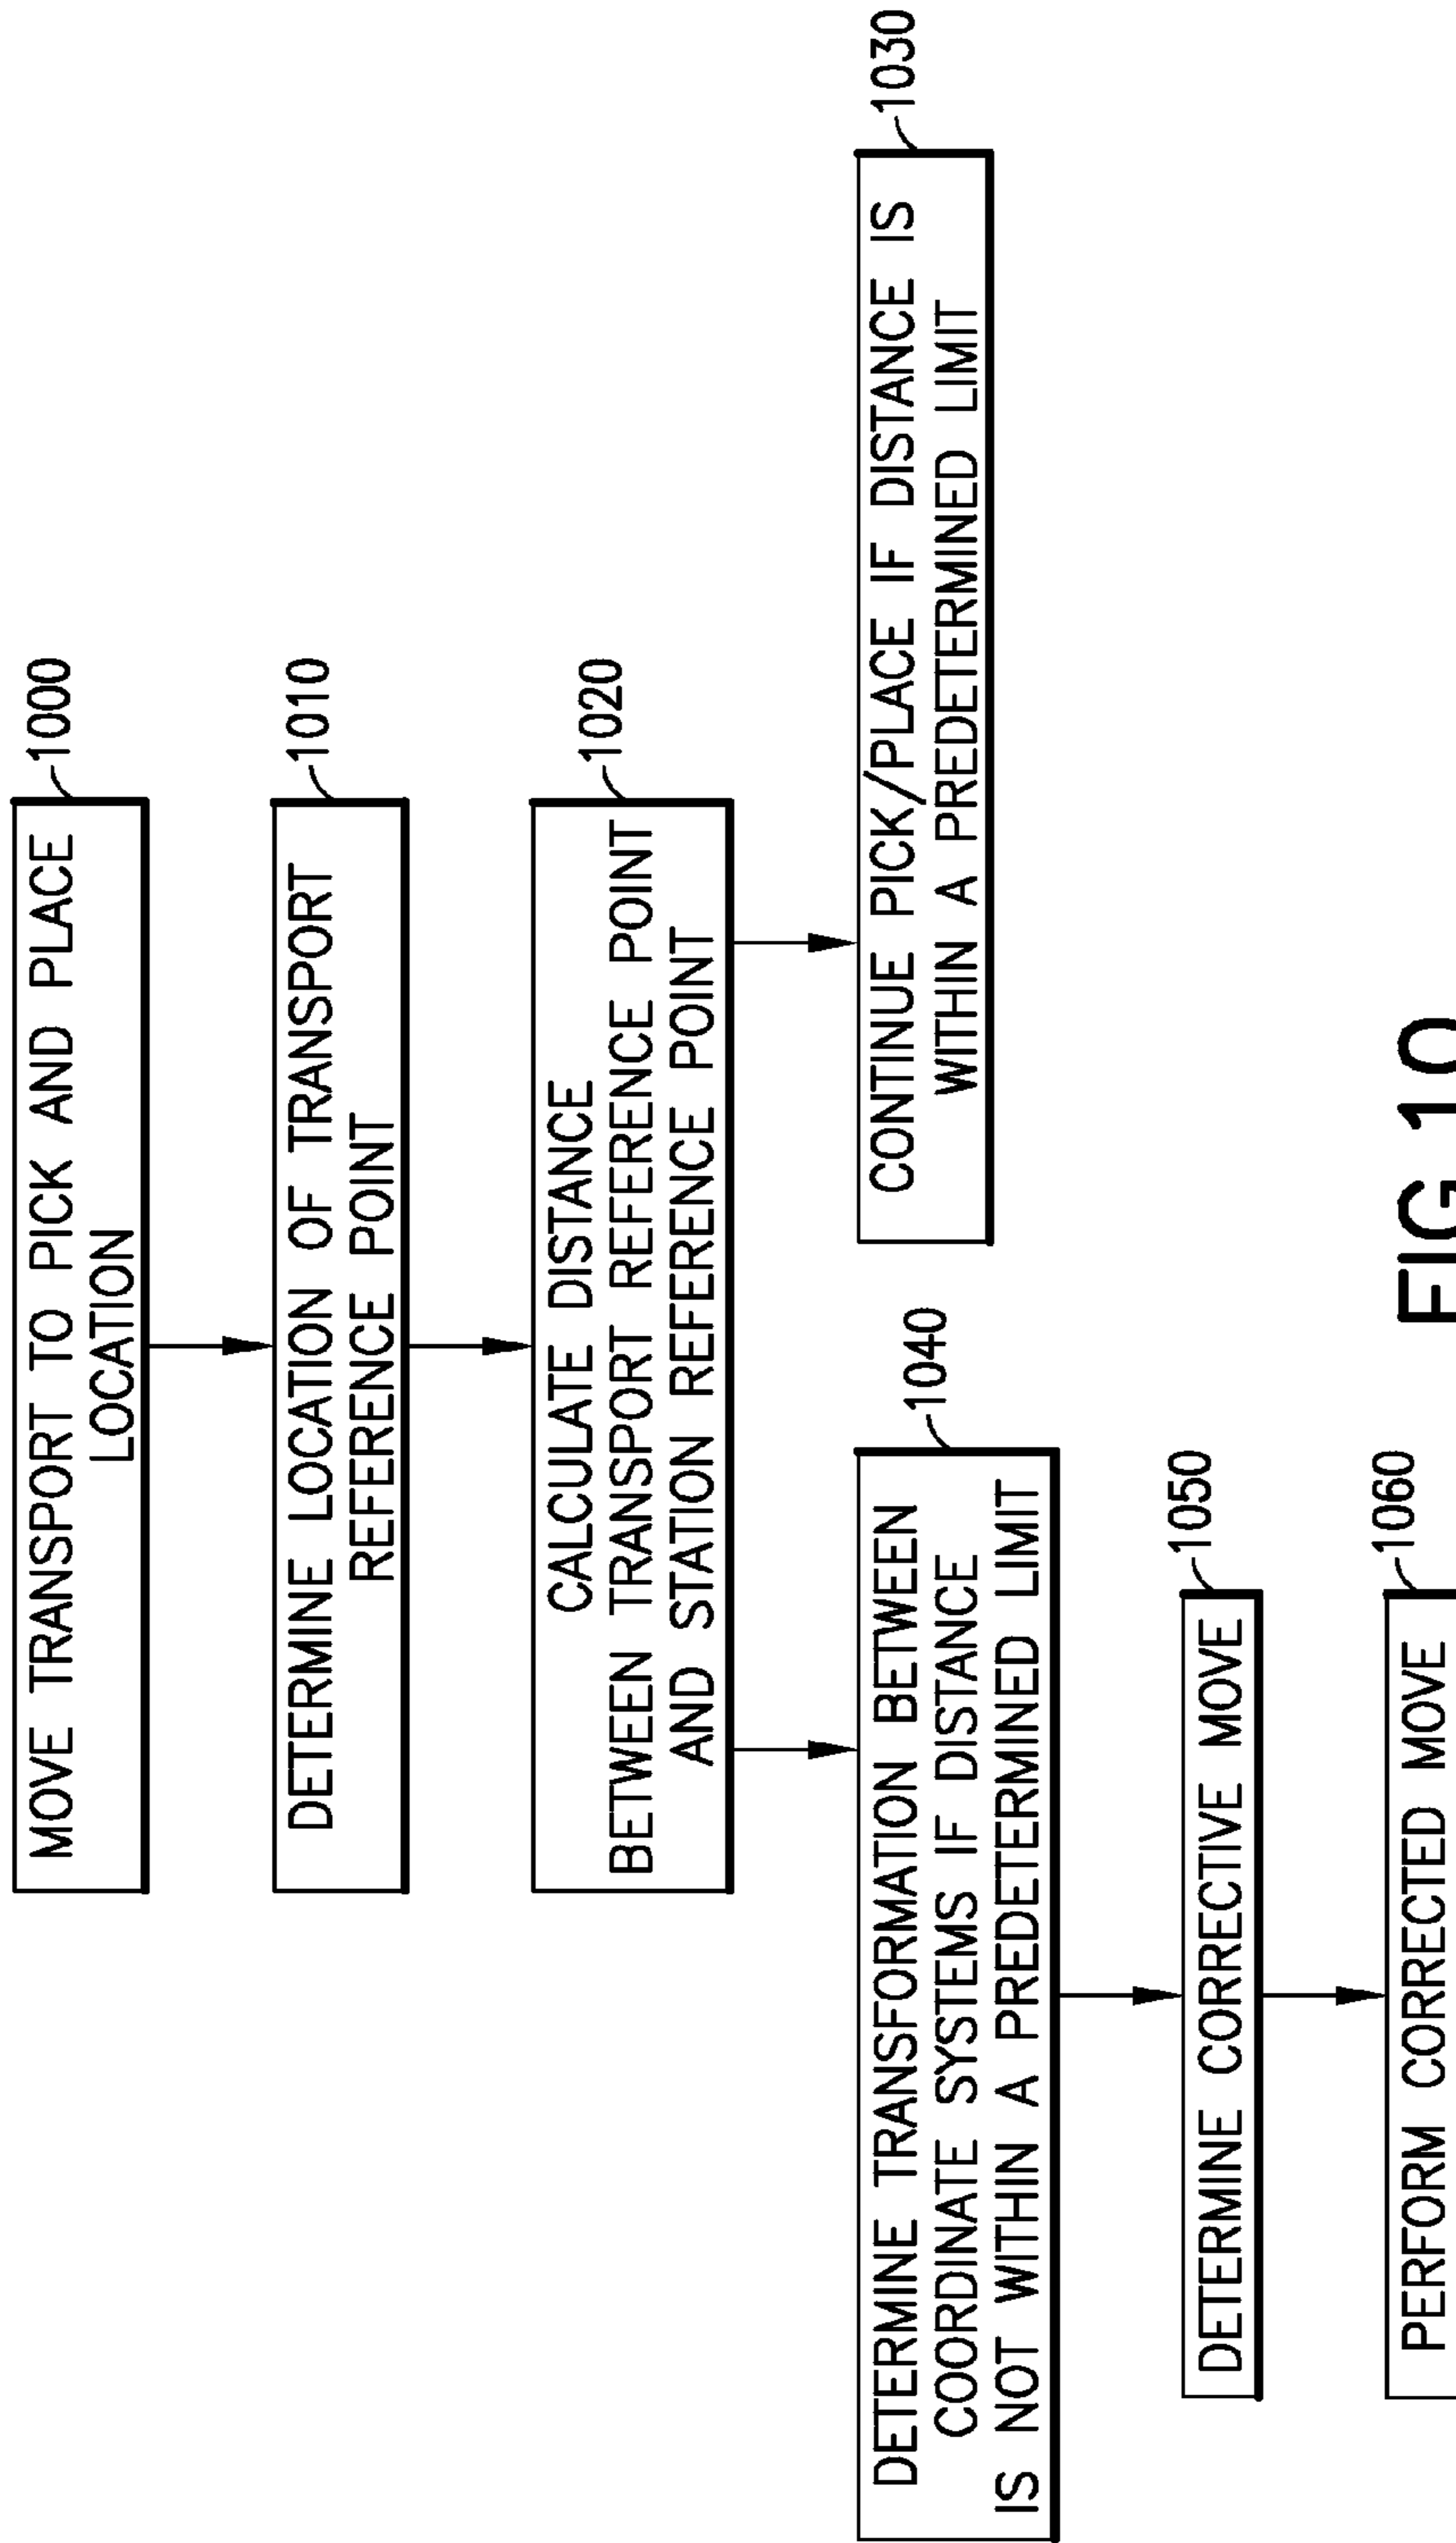 MOVE TRANSPORT TO PICK AND PLACE
LOCATION
1000
DETERMINE LOCATION OF TRANSPORT
REFERENCE POINT
1010
CALCULATE DISTANCE
BETWEEN TRANSPORT REFERENCE POINT
AND STATION REFERENCE POINT
1020
DETERMINE TRANSFORMATION BETWEEN
COORDINATE SYSTEMS IF DISTANCE
IS NOT WITHIN A PREDETERMINED LIMIT
1040
CONTINUE PICK/PLACE IF DISTANCE IS
WITHIN A PREDETERMINED LIMIT
1030
DETERMINE CORRECTIVE MOVE
1050
PERFORM CORRECTED MOVE
1060
FIG.10